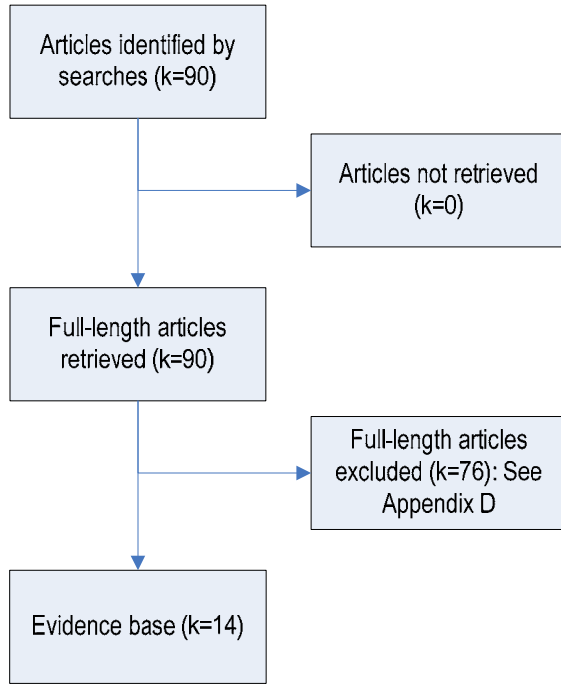 Articles identified by
searches (k=90)
Articles not retrieved
(k=0)
Full-length articles
retrieved (k=90)
Full-length articles
excluded (k=76): See
Appendix D
Evidence base (k=14)